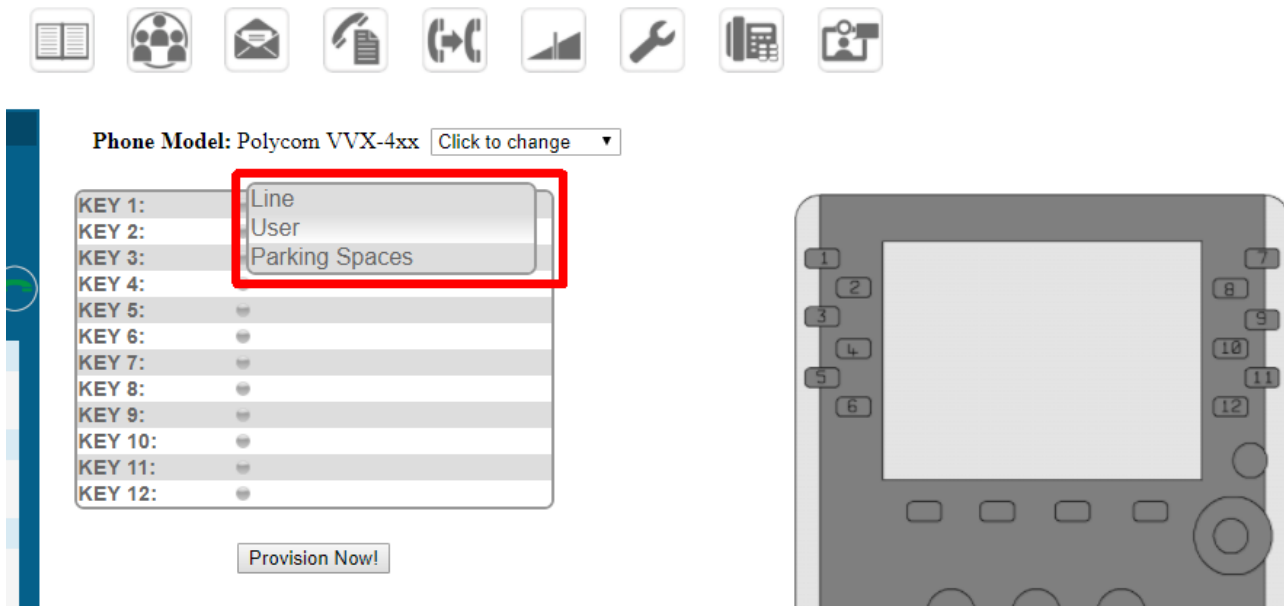 Phone Model: Polycom VVX-4xx Click to change
KEY 1:
Line
KEY 2:
User
KEY 3:
Parking Spaces
KEY 4:
KEY 5:
KEY 6:
KEY 7:
KEY 8:
KEY 9:
KEY 10:
KEY 11:
KEY 12:
Provision Now!
1
2
3
4
5
6
7
8
9
10
11
12